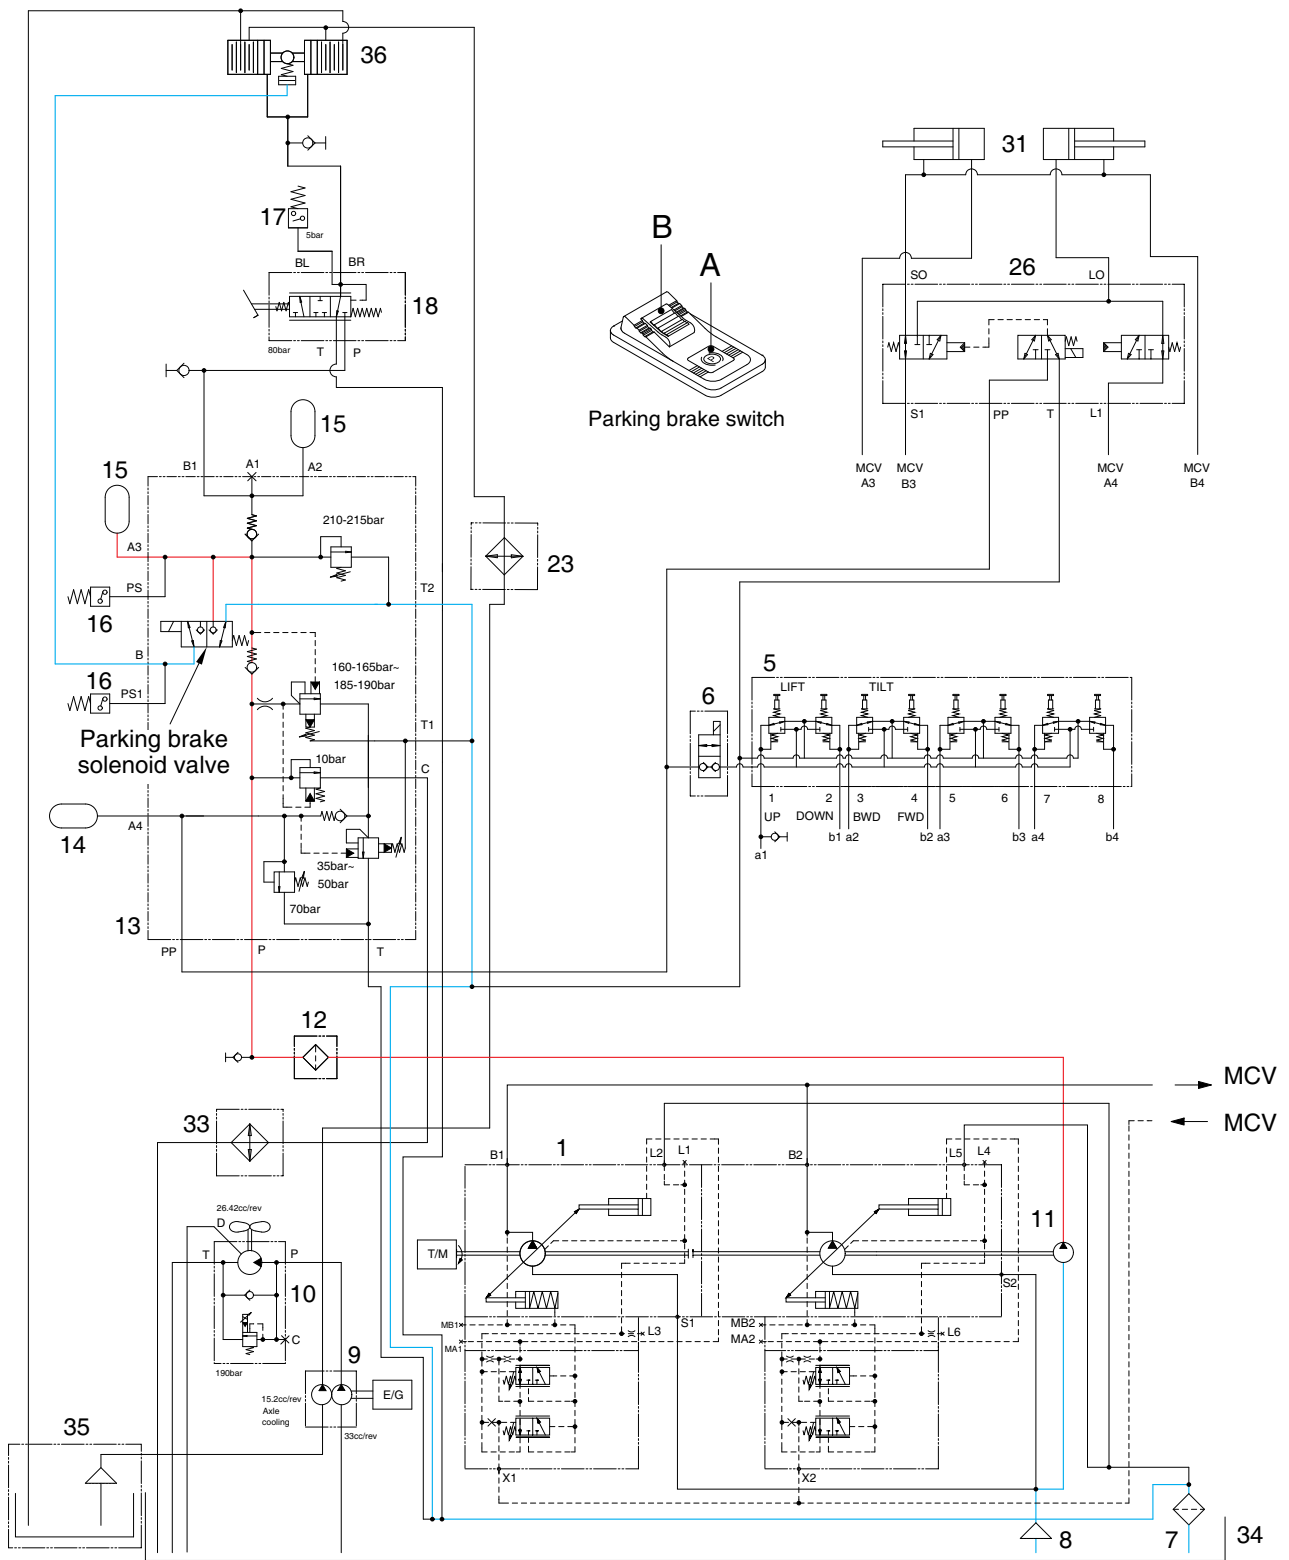 36
31
17
5bar
BL
BR
18
80bar
T
P
B
A
Parking brake switch
26
SO
LO
S1
PP
T
L1
MCV
A3
MCV
B3
MCV
A4
MCV
B4
15
B1
A1
A2
15
210-215bar
A3
PS
16
T2
23
B
16
PS1
160-165bar~
185-190bar
Parking brake
solenoid valve
T1
10bar
C
14
A4
35bar~
50bar
70bar
13
PP
P
T
5
LIFT
TILT
6
1
2
3
4
5
6
7
8
UP
DOWN
BWD
FWD
a1
b1
a2
b2
a3
b3
a4
b4
12
MCV
MCV
33
B1
1
L2
L1
B2
L5
L4
26.42cc/rev
D
T
P
10
C
190bar
T/M
11
S1
S2
MB1
MA1
L3
MB2
MA2
L6
9
15.2cc/rev
Axle
cooling
E/G
33cc/rev
X1
X2
35
8
7
34